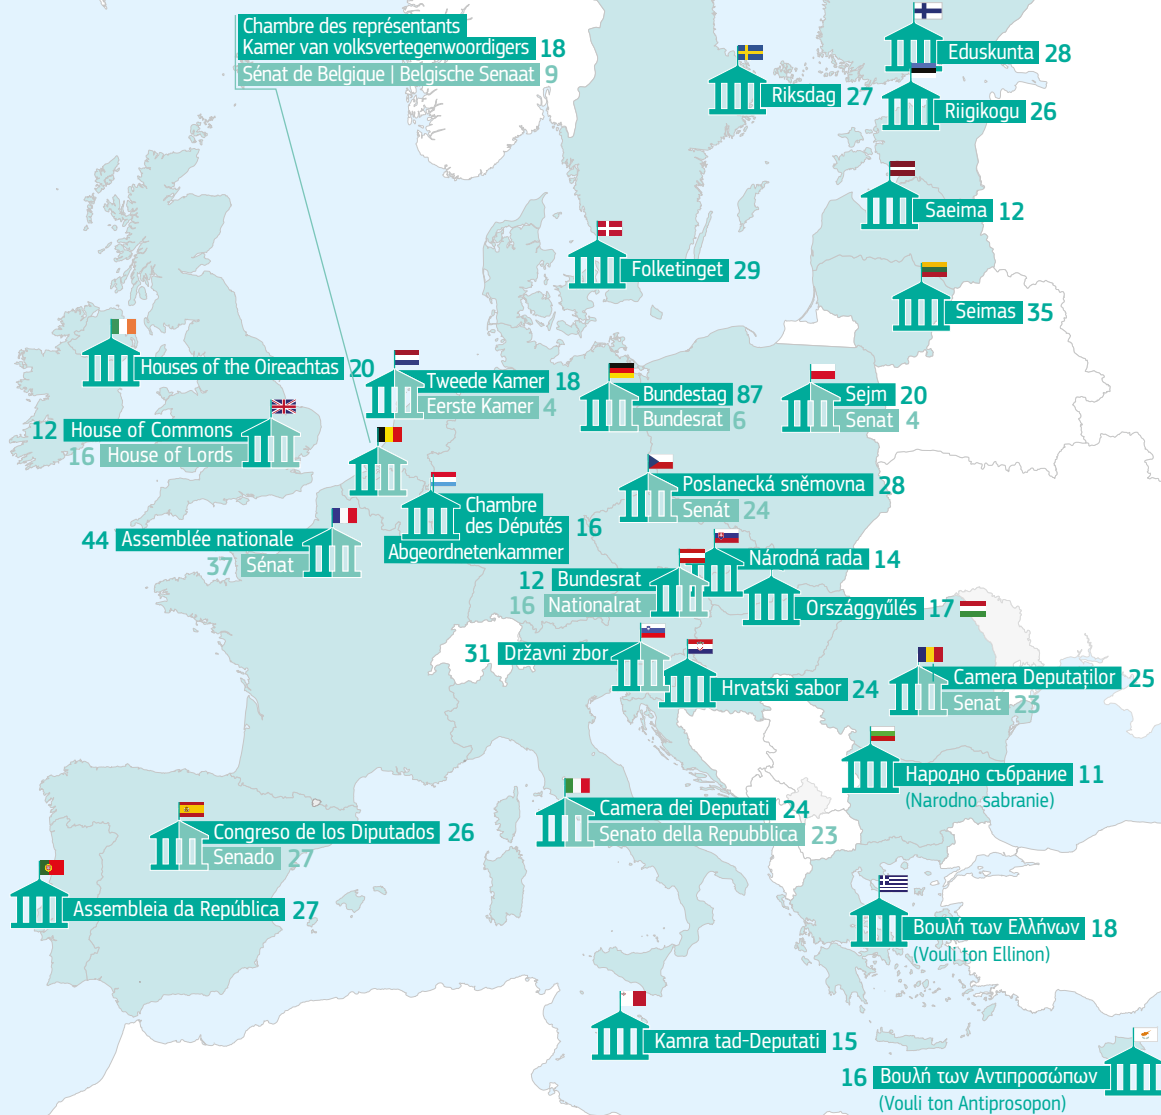 Chambre des représentants
Kamer van volksvertegenwoordigers 18
Sénat de Belgique | Belgische Senaat 9
Eduskunta 28
Riksdag 27
Riigikogu 26
Saeima 12
Folketinget 29
Seimas 35
Houses of the Oireachtas 20
Tweede Kamer 18
Eerste Kamer 4
Bundestag 87
Bundesrat 6
Sejm 20
Senat 4
12 House of Commons
16 House of Lords
Poslanecká sněmovna 28
Senát 24
Chambre
des Députés 16
Abgeordnetenkammer
44 Assemblée nationale
37 Sénat
Národná rada 14
12 Bundesrat
16 Nationalrat
Országgyűlés 17
31 Državni zbor
Hrvatski sabor 24
Camera Deputaților 25
Senat 23
Народно събрание 11
(Narodno sabranie)
Camera dei Deputati 24
Senato della Repubblica 23
Congreso de los Diputados 26
Senado 27
Assembleia da República 27
Βουλή των Ελλήνων 18
(Vouli ton Ellinon)
Kamra tad-Deputati 15
16 Βουλή των Αντιπροσώπων
(Vouli ton Antiprosopon)